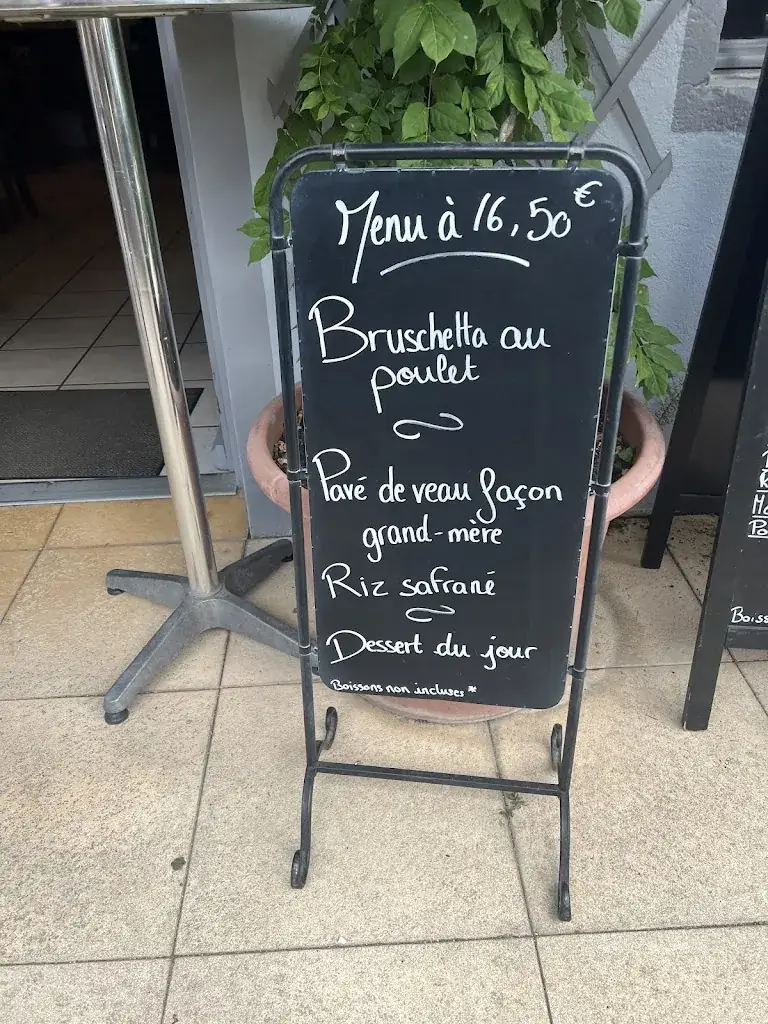 Menu à 16,50€
Bruschetta au
poulet
Pavé de veau façon
grand-mère
Riz safrané
Dessert du jour
Boissons non incluses*